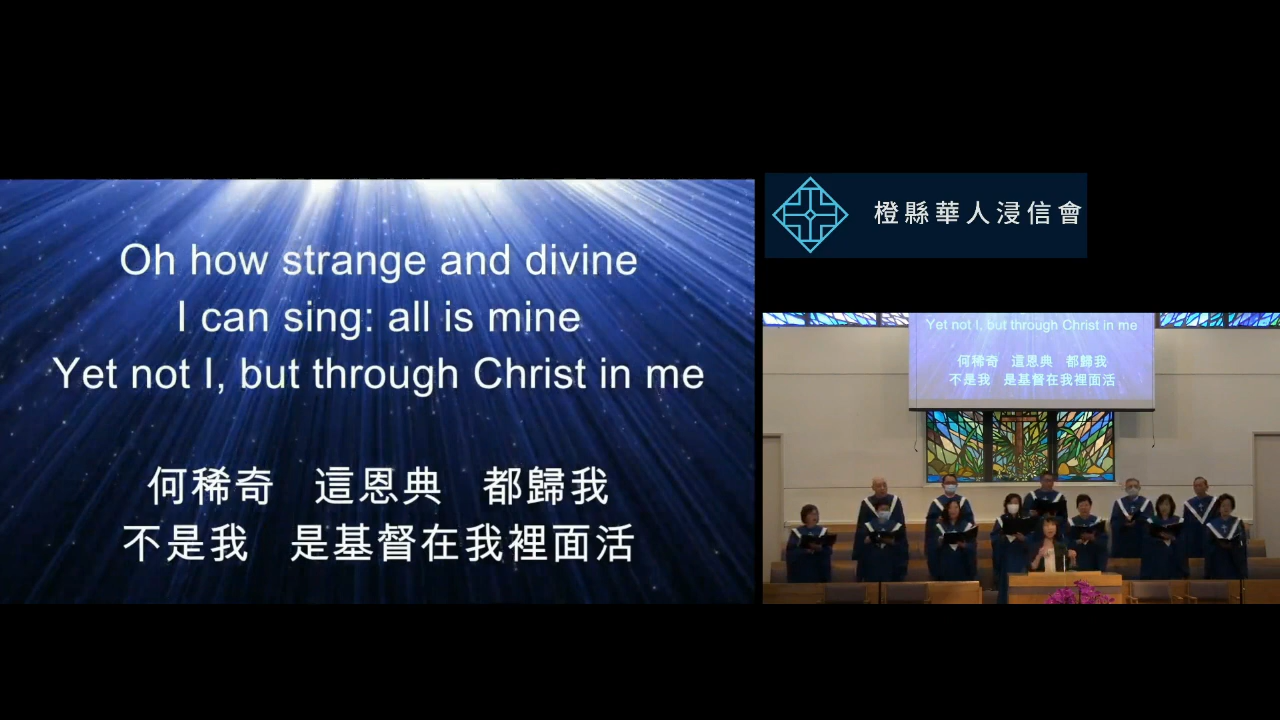 Oh how strange and divine
I can sing: all is mine
Yet not I, but through Christ in me
何稀奇 這恩典 都歸我
不是我 是基督在我裡面活
橙縣華人浸信會
Yet not I, but through Christ in me
何稀奇 這恩典 都歸我
不是我 是基督在我裡面活